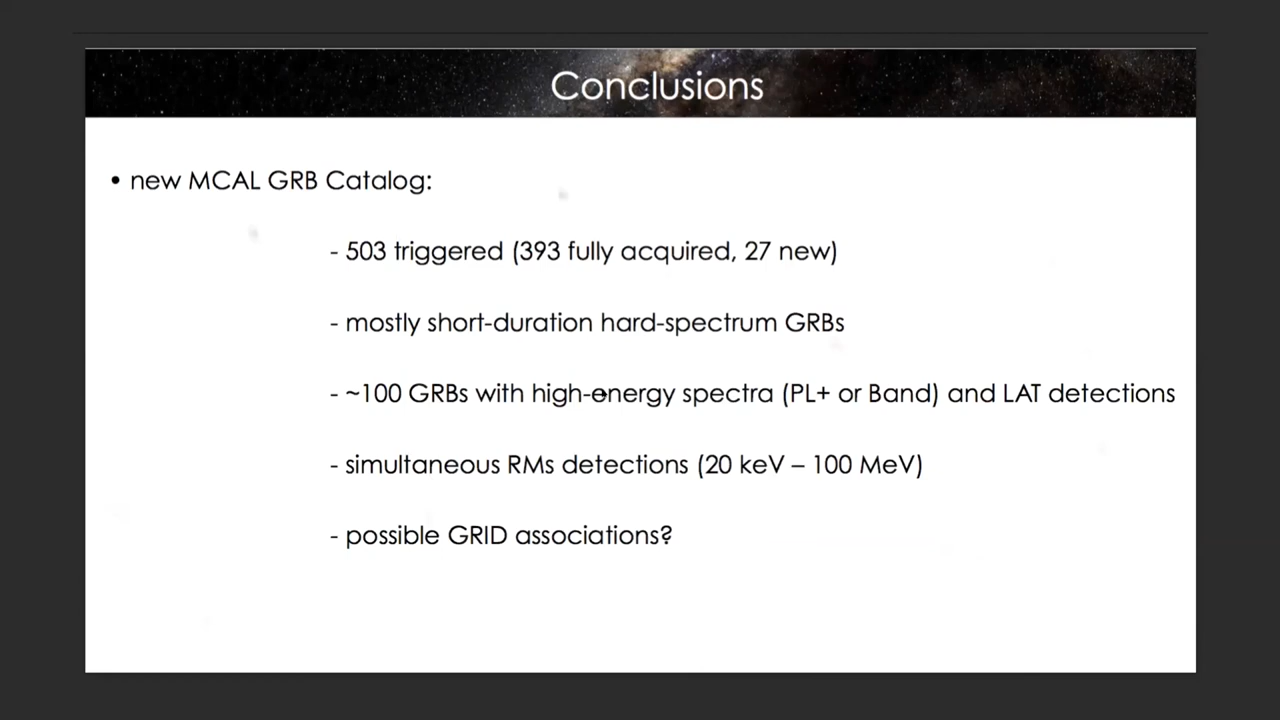 Conclusions
• new MCAL GRB Catalog:
- 503 triggered (393 fully acquired, 27 new)
- mostly short-duration hard-spectrum GRBs
- ~100 GRBs with high-energy spectra (PL+ or Band) and LAT detections
- simultaneous RMs detections (20 keV – 100 MeV)
- possible GRID associations?